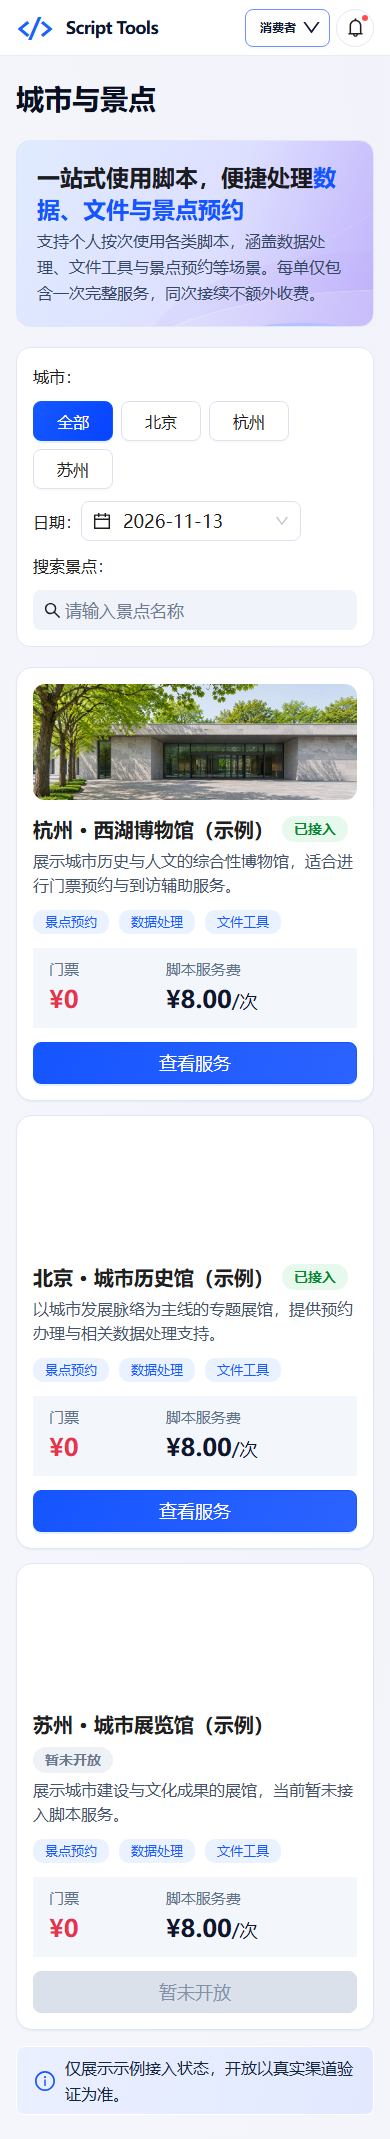 </> Script Tools
消费者
城市与景点
一站式使用脚本，便捷处理数
据、文件与景点预约
支持个人按次使用各类脚本，涵盖数据处
理、文件工具与景点预约等场景。每单仅包
含一次完整服务，同次接续不额外收费。
城市：
全部 北京 杭州
苏州
日期： 2026-11-13
搜索景点：
请输入景点名称
杭州・西湖博物馆（示例） 已接入
展示城市历史与人文的综合性博物馆，适合进
行门票预约与到访辅助服务。
景点预约 数据处理 文件工具
门票 脚本服务费
¥0 ¥8.00/次
查看服务
北京・城市历史馆（示例） 已接入
以城市发展脉络为主线的专题展馆，提供预约
办理与相关数据处理支持。
景点预约 数据处理 文件工具
门票 脚本服务费
¥0 ¥8.00/次
查看服务
苏州・城市展览馆（示例）
暂未开放
展示城市建设与文化成果的展馆，当前暂未接
入脚本服务。
景点预约 数据处理 文件工具
门票 脚本服务费
¥0 ¥8.00/次
暂未开放
仅展示示例接入状态，开放以真实渠道验
证为准。